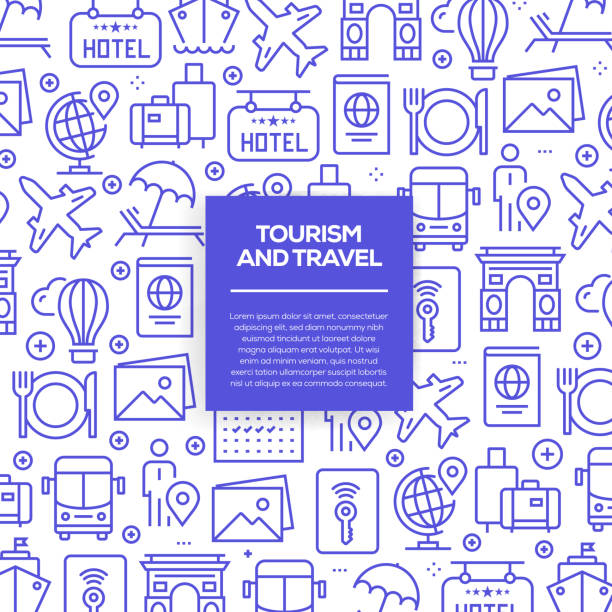 HOTEL
HOTEL
TOURISM
AND TRAVEL
Lorem ipsum dolor sit amet, consectetuer
adipiscing elit, sed diam nonummy nibh
euismod tincidunt ut laoreet dolore
magna aliquam erat volutpat. Ut wisi
enim ad minim veniam, quis nostrud
exerci tation ullamcorper suscipit lobortis
nisl ut aliquip ex ea commodo consequat.
HOTEL